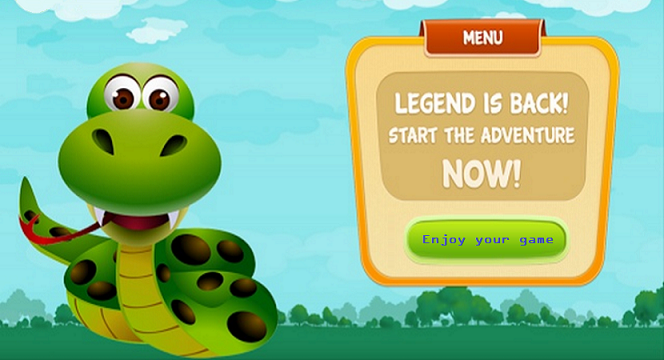 MENU
LEGEND IS BACK!
START THE ADVENTURE
NOW!
Enjoy your game